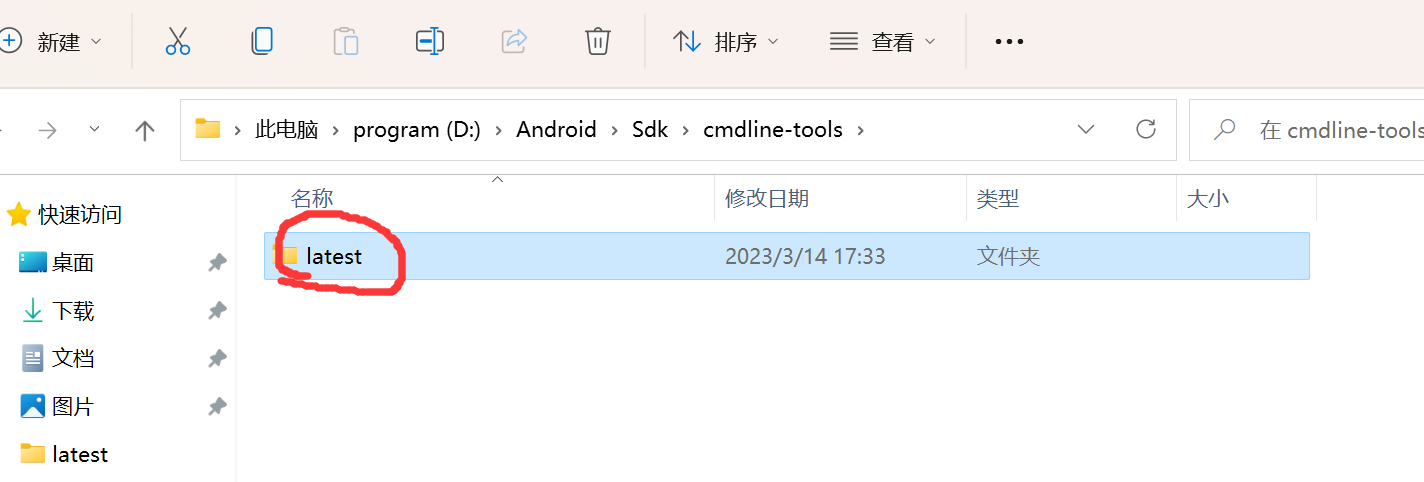 新建 排序 查看
此电脑 program (D:) Android Sdk cmdline-tools 在 cmdline-tools
名称 修改日期 类型 大小
快速访问
latest 2023/3/14 17:33 文件夹
桌面
下载
文档
图片
latest